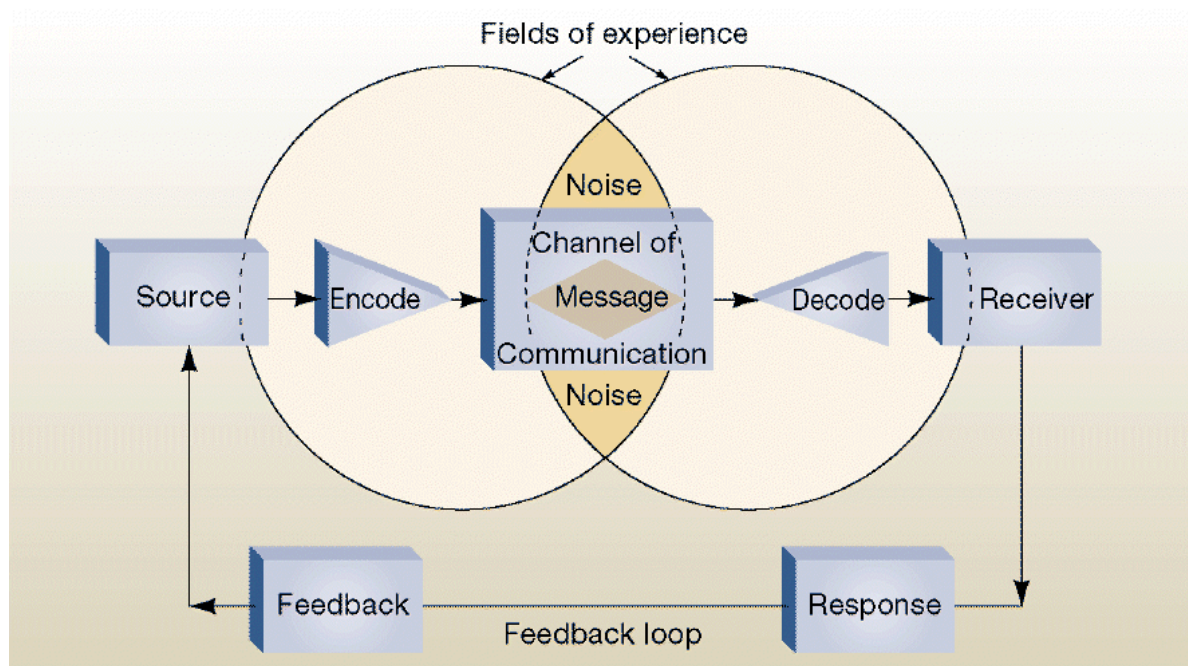 Fields of experience
Noise
Channel of
Source
Encode
Message
Decode
Receiver
Communication
Noise
Feedback
Response
Feedback loop